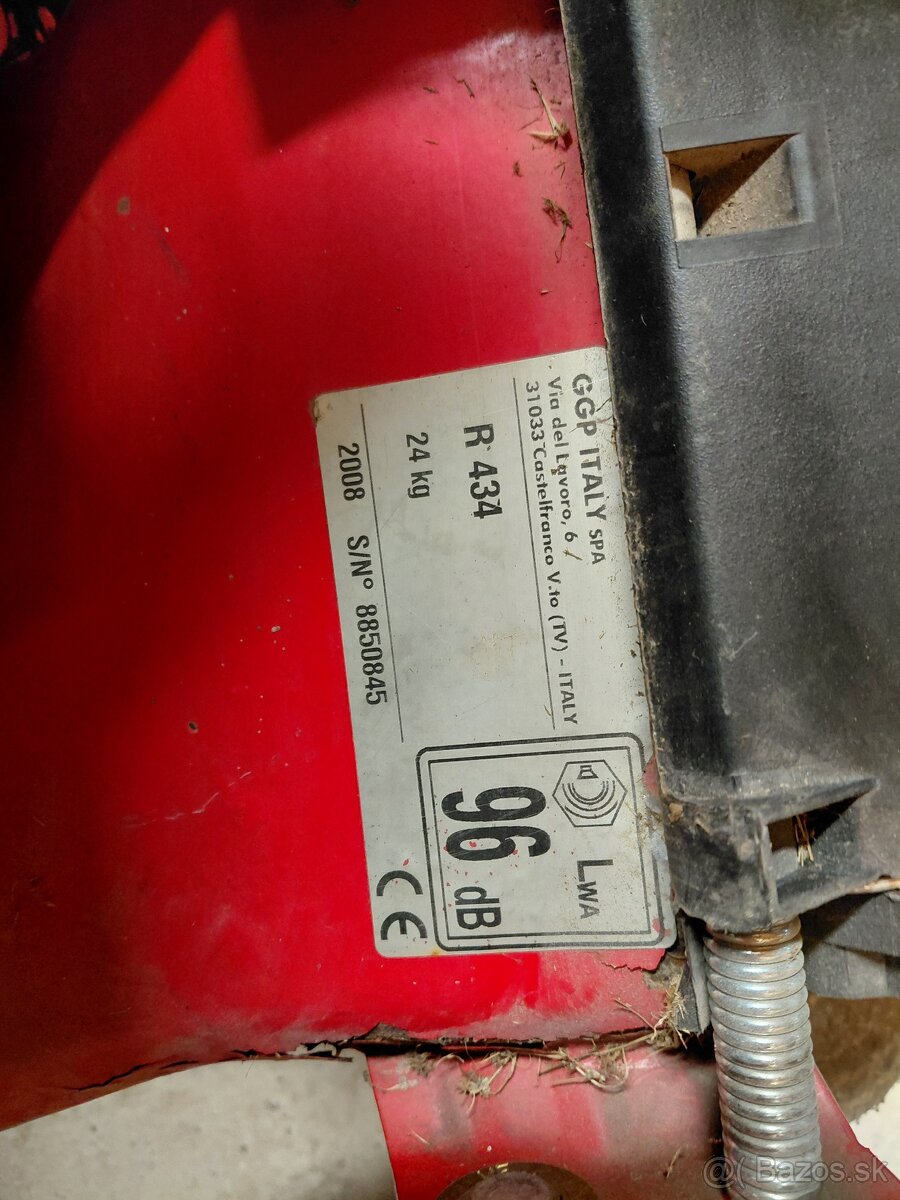 GGP ITALY SPA
Via del Lavoro, 6
31033 Castelfranco V.to (TV) - ITALY
R 434
24 kg
2008 S/N° 8850845
LWA
96 dB
CE
@( Bazos.sk